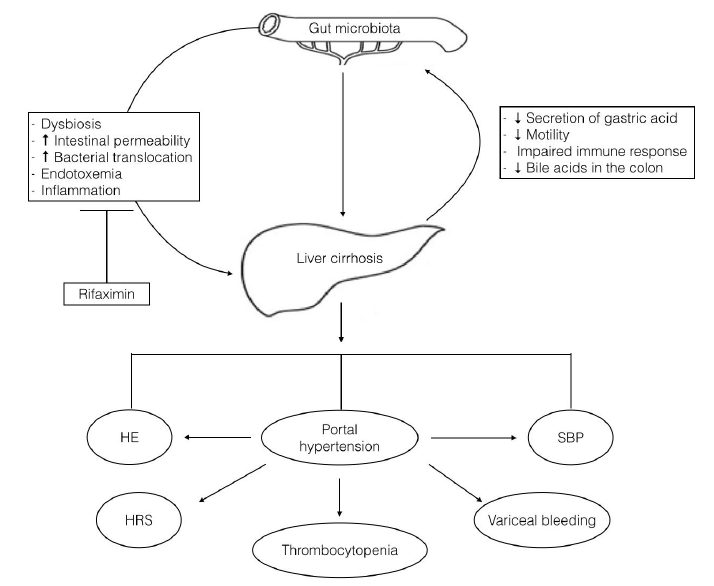 Gut microbiota
- Dysbiosis
- ↑ Intestinal permeability
- ↑ Bacterial translocation
- Endotoxemia
- Inflammation
- ↓ Secretion of gastric acid
- ↓ Motility
- Impaired immune response
- ↓ Bile acids in the colon
Liver cirrhosis
Rifaximin
HE
Portal
hypertension
SBP
HRS
Thrombocytopenia
Variceal bleeding